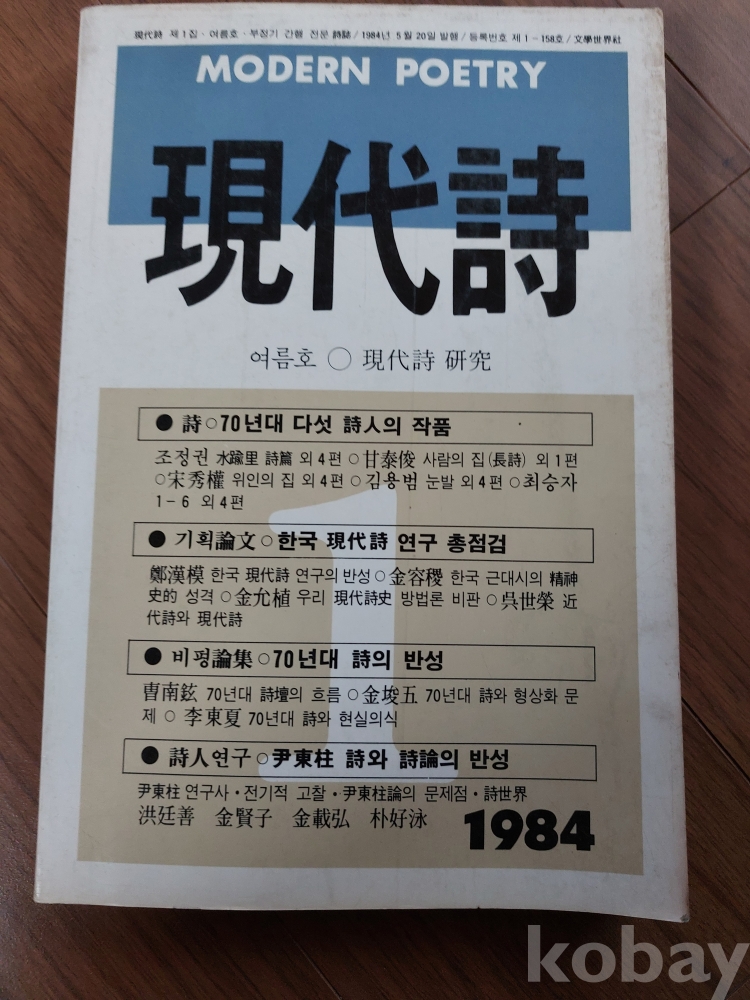 現代詩 제1집·여름호·부정기 간행 전문 詩誌/1984년 5월 20일 발행/등록번호 제1-158호/文學世界社
MODERN POETRY
現代詩
여름호 ○ 現代詩 研究
● 詩○70년대 다섯 詩人의 작품
조정권 水踰里 詩篇 외 4편 ○甘泰俊 사람의 집(長詩) 외 1편
○宋秀權 위인의 집 외 4편 ○김용범 눈발 외 4편 ○최승자
1-6 외 4편
● 기획論文○한국 現代詩 연구 총점검
鄭漢模 한국 現代詩 연구의 반성 ○金容稷 한국 근대시의 精神
史的 성격 ○金允植 우리 現代詩史 방법론 비판 ○吳世榮 近
代詩와 現代詩
● 비평論集○70년대 詩의 반성
曺南鉉 70년대 詩壇의 흐름 ○金埈五 70년대 詩와 형상화 문
제 ○ 李東夏 70년대 詩와 현실의식
● 詩人연구○尹東柱 詩와 詩論의 반성
尹東柱 연구사·전기적 고찰·尹東柱論의 문제점·詩世界
洪廷善 金賢子 金載弘 朴好泳
1
1984
kobay